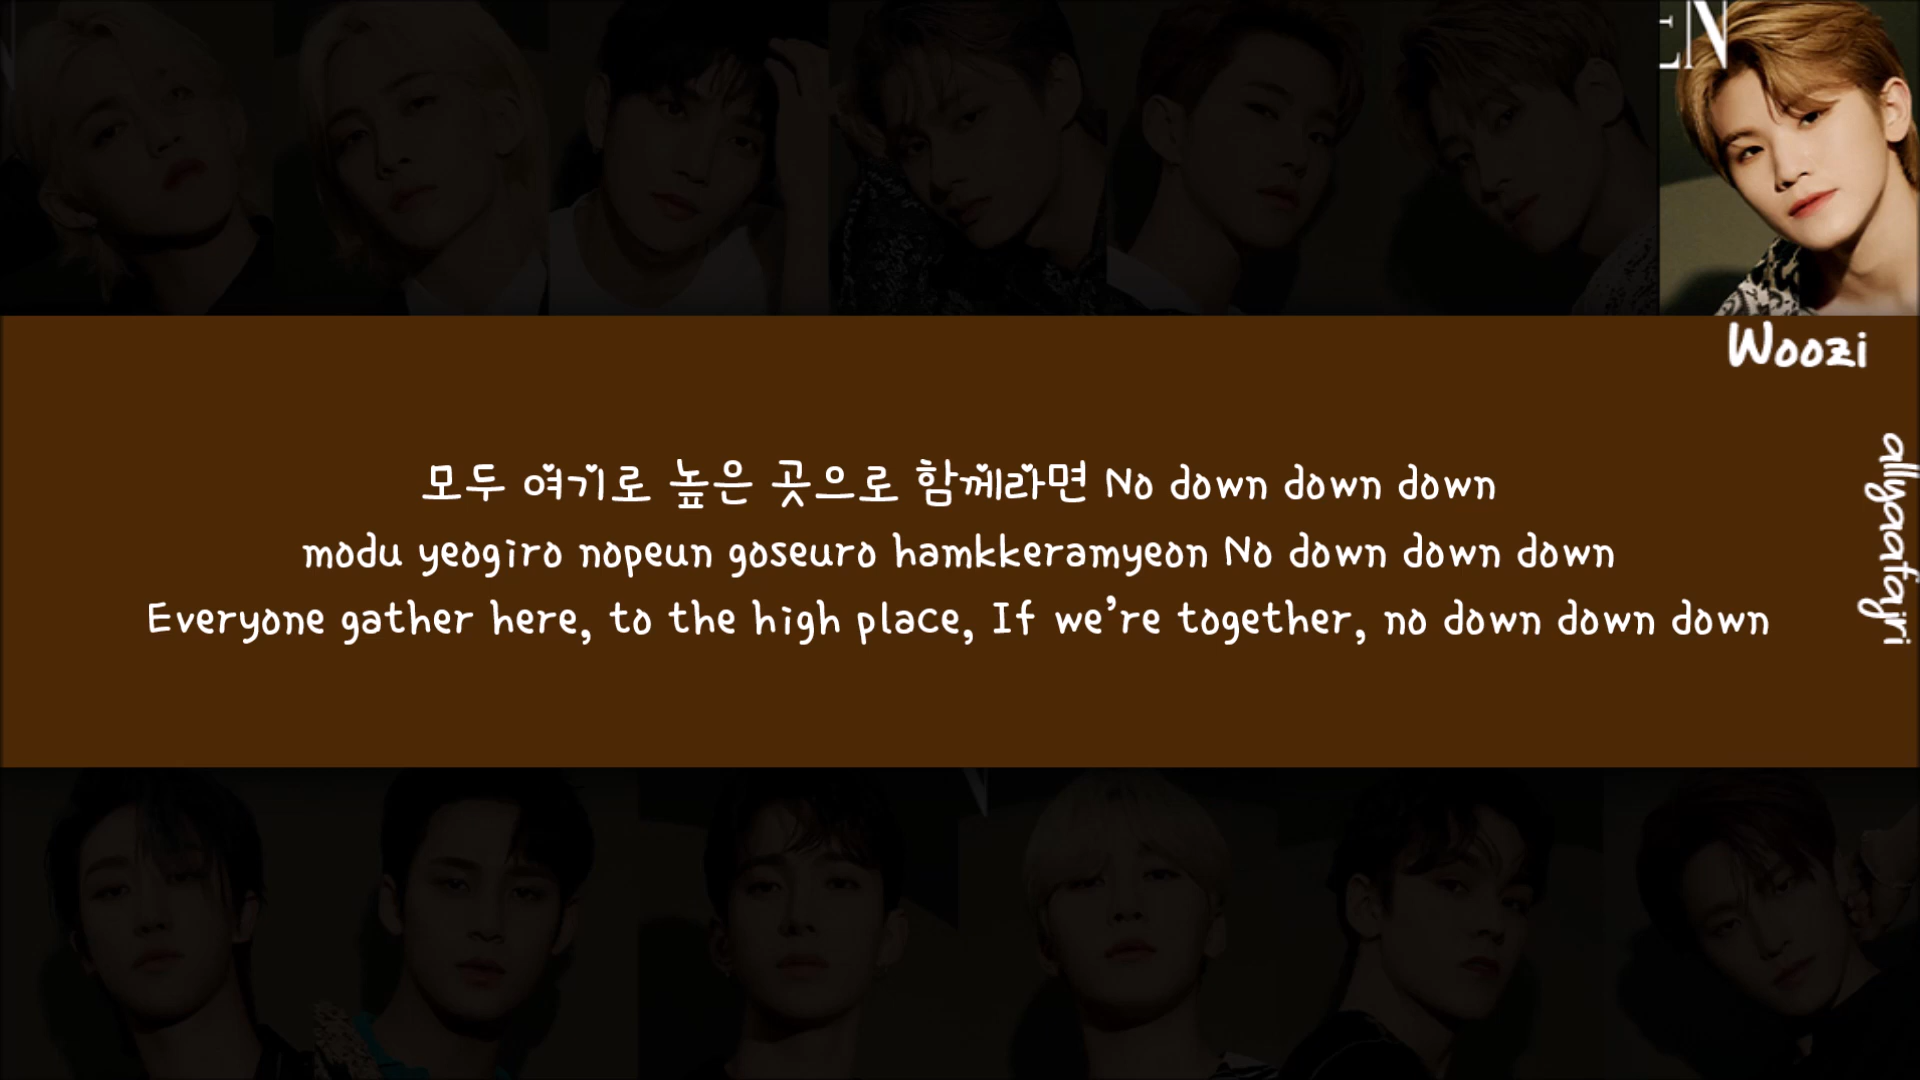 EN
Woozi
모두 여기로 높은 곳으로 함께라면 No down down down
modu yeogiro nopeun goseuro hamkkeramyeon No down down down
Everyone gather here, to the high place, If we're together, no down down down
allyaafajri